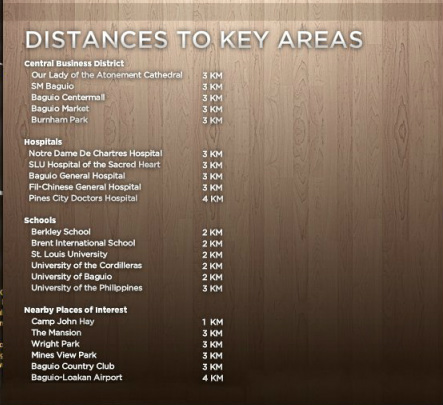 DISTANCES TO KEY AREAS
Central Business District
Our Lady of the Atonement Cathedral 3 KM
SM Baguio 3 KM
Baguio Centermall 3 KM
Baguio Market 3 KM
Burnham Park 3 KM
Hospitals
Notre Dame De Chartres Hospital 3 KM
SLU Hospital of the Sacred Heart 3 KM
Baguio General Hospital 3 KM
Fil-Chinese General Hospital 3 KM
Pines City Doctors Hospital 4 KM
Schools
Berkley School 2 KM
Brent International School 2 KM
St. Louis University 2 KM
University of the Cordilleras 2 KM
University of Baguio 2 KM
University of the Philippines 3 KM
Nearby Places of Interest
Camp John Hay 1 KM
The Mansion 3 KM
Wright Park 3 KM
Mines View Park 3 KM
Baguio Country Club 3 KM
Baguio-Loakan Airport 4 KM